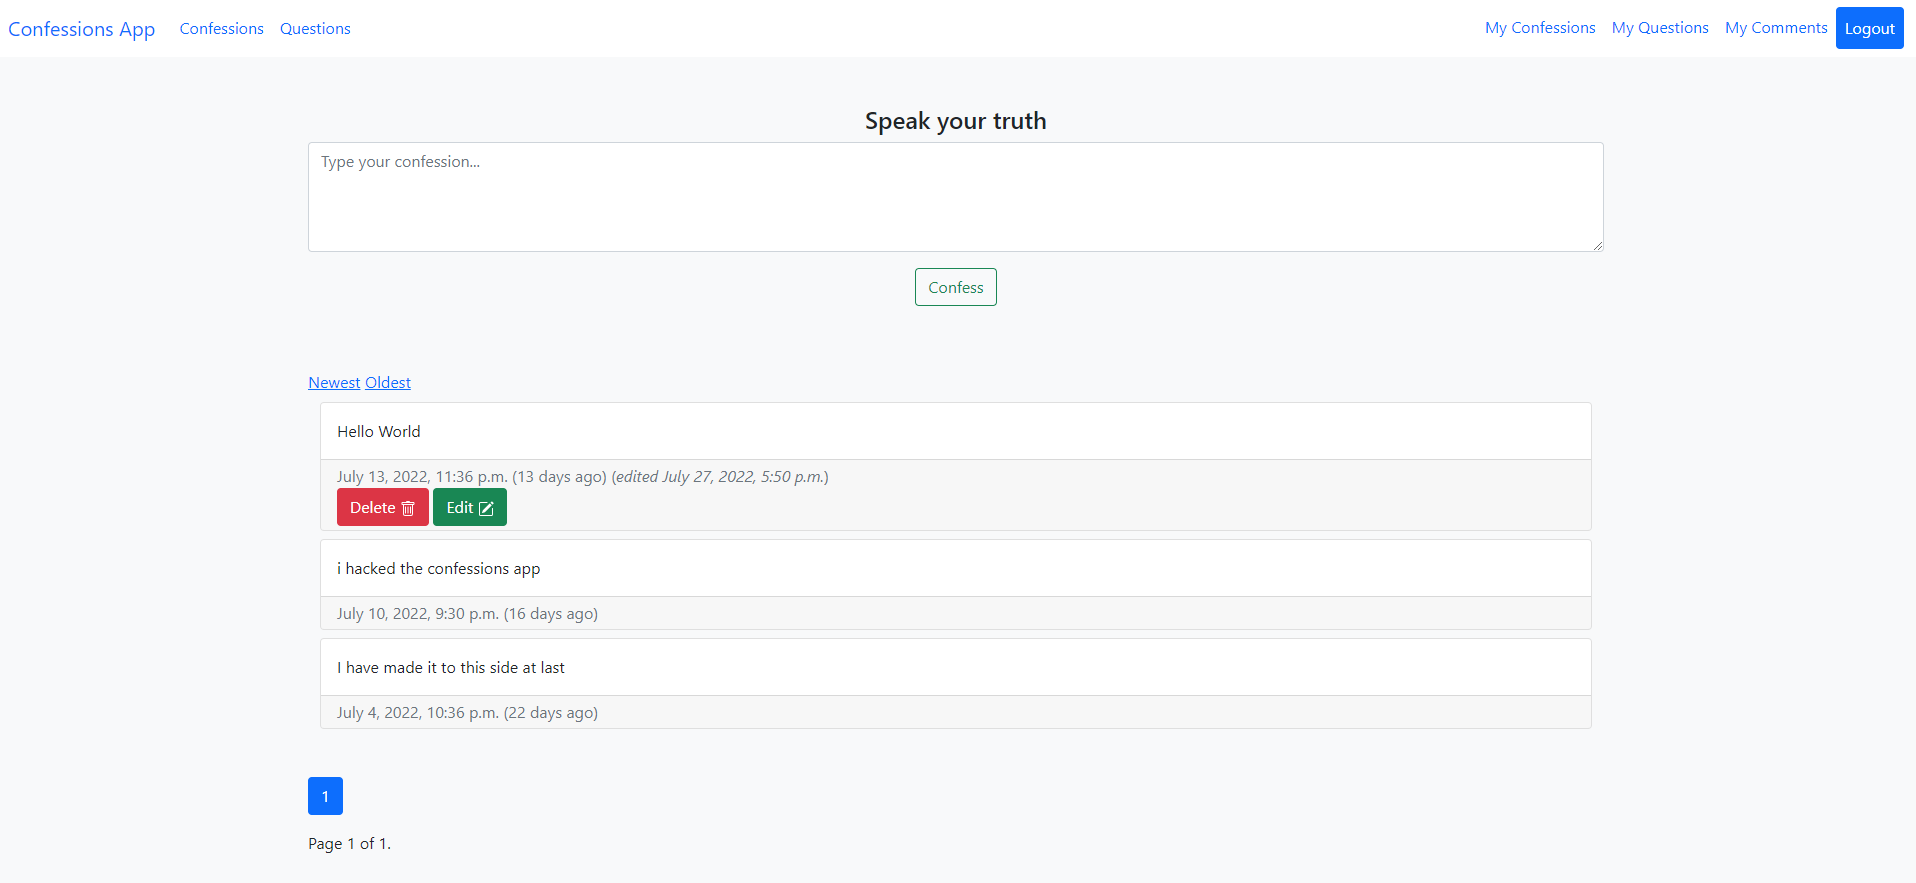 Confessions App Confessions Questions My Confessions My Questions My Comments Logout
Speak your truth
Type your confession...
Confess
Newest Oldest
Hello World
July 13, 2022, 11:36 p.m. (13 days ago) (edited July 27, 2022, 5:50 p.m.)
Delete Edit
i hacked the confessions app
July 10, 2022, 9:30 p.m. (16 days ago)
I have made it to this side at last
July 4, 2022, 10:36 p.m. (22 days ago)
1
Page 1 of 1.